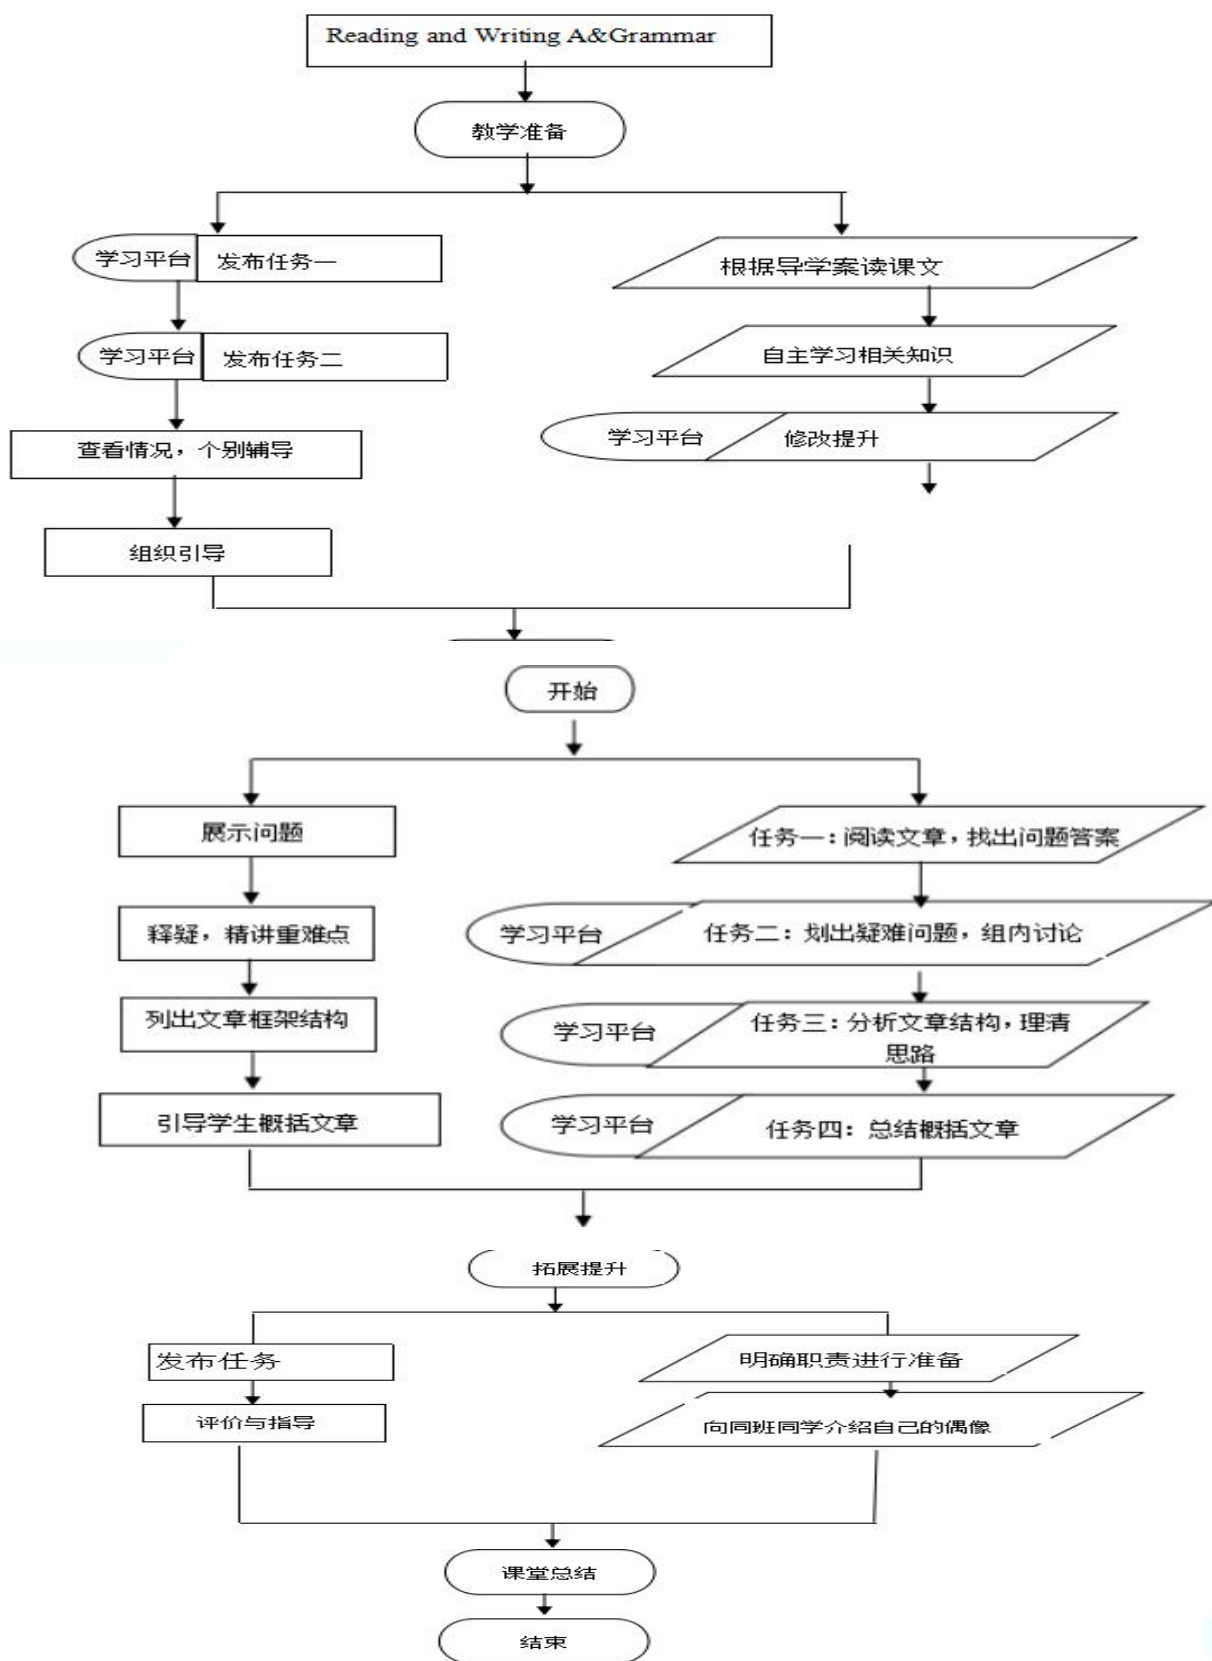 Reading and Writing A&Grammar
教学准备
学习平台 发布任务一
根据导学案读课文
学习平台 发布任务二
自主学习相关知识
查看情况，个别辅导
学习平台 修改提升
组织引导
开始
展示问题
任务一：阅读文章，找出问题答案
释疑，精讲重难点
学习平台 任务二：划出疑难问题，组内讨论
列出文章框架结构
学习平台 任务三：分析文章结构，理清
思路
引导学生概括文章
学习平台 任务四：总结概括文章
拓展提升
发布任务
明确职责进行准备
评价与指导
向同班同学介绍自己的偶像
课堂总结
结束